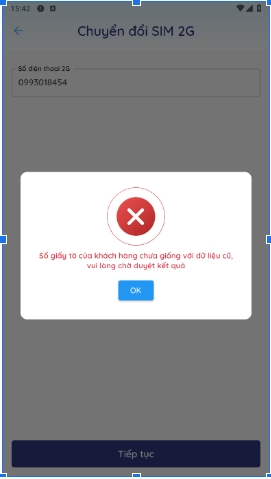 15:42
Chuyển đổi SIM 2G
Số điện thoại 2G
0993018454
Số giấy tờ của khách hàng chưa giống với dữ liệu cũ,
vui lòng chờ duyệt kết quả
OK
Tiếp tục